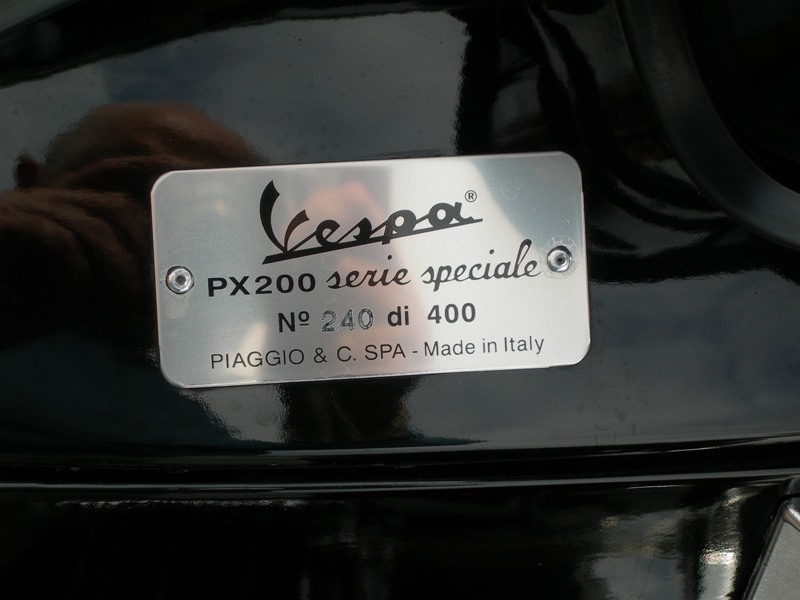 Vespa®
PX200 serie speciale
Nº 240 di 400
PIAGGIO & C. SPA - Made in Italy